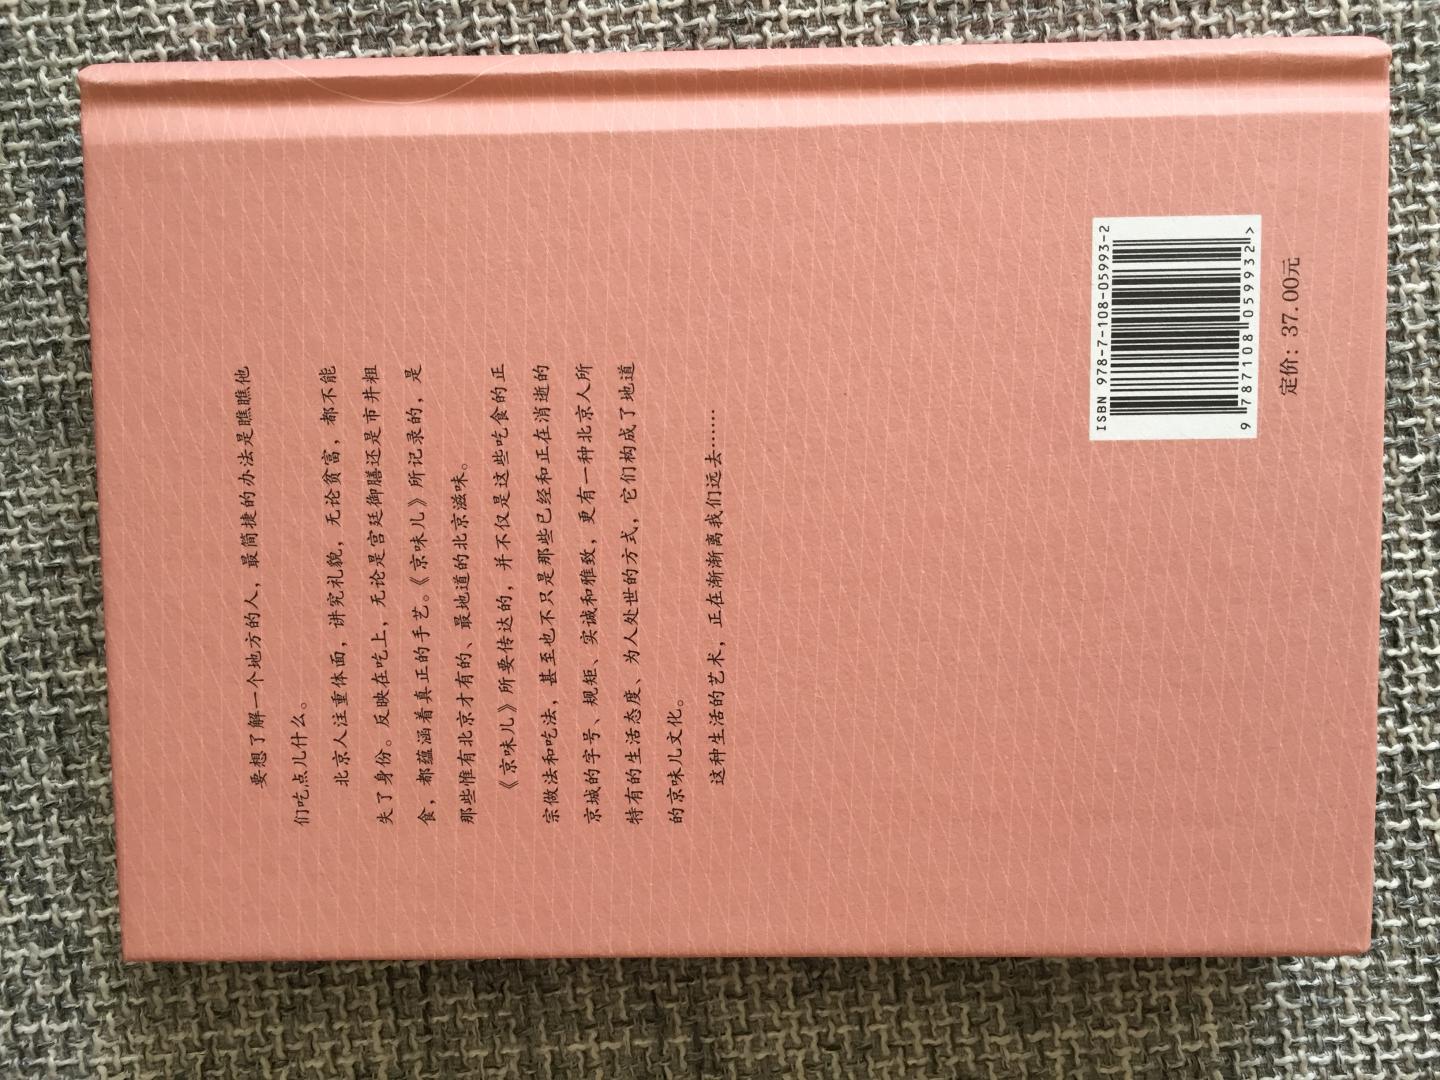 要想了解一个地方的人，最简捷的办法是瞧瞧他
们吃点儿什么。
北京人注重体面，讲究礼貌，无论贫富，都不能
失了身份。反映在吃上，无论是宫廷御膳还是市井粗
食，都蕴涵着真正的手艺。《京味儿》所记录的，是
那些惟有北京才有的、最地道的北京滋味。
《京味儿》所要传达的，并不仅是这些吃食的正
宗做法和吃法，甚至也不只是那些已经和正在消逝的
京城的字号、规矩、实诚和雅致，更有一种北京人所
特有的生活态度、为人处世的方式，它们构成了地道
的京味儿文化。
这种生活的艺术，正在渐渐离我们远去……
ISBN 978-7-108-05993-2
9 787108 059932 >
定价：37.00元